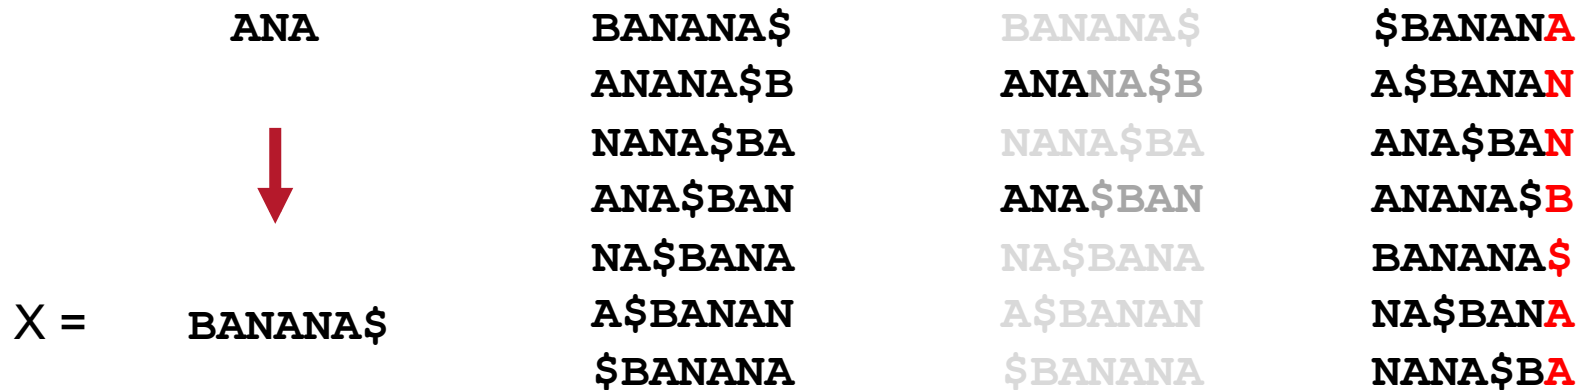 ANA BANANA$ BANANA$ $BANANA
ANANA$B ANANA$B A$BANAN
NANA$BA NANA$BA ANA$BAN
ANA$BAN ANA$BAN ANANA$B
NA$BANA NA$BANA BANANA$
X = BANANA$ A$BANAN A$BANAN NA$BANA
$BANANA $BANANA NANA$BA